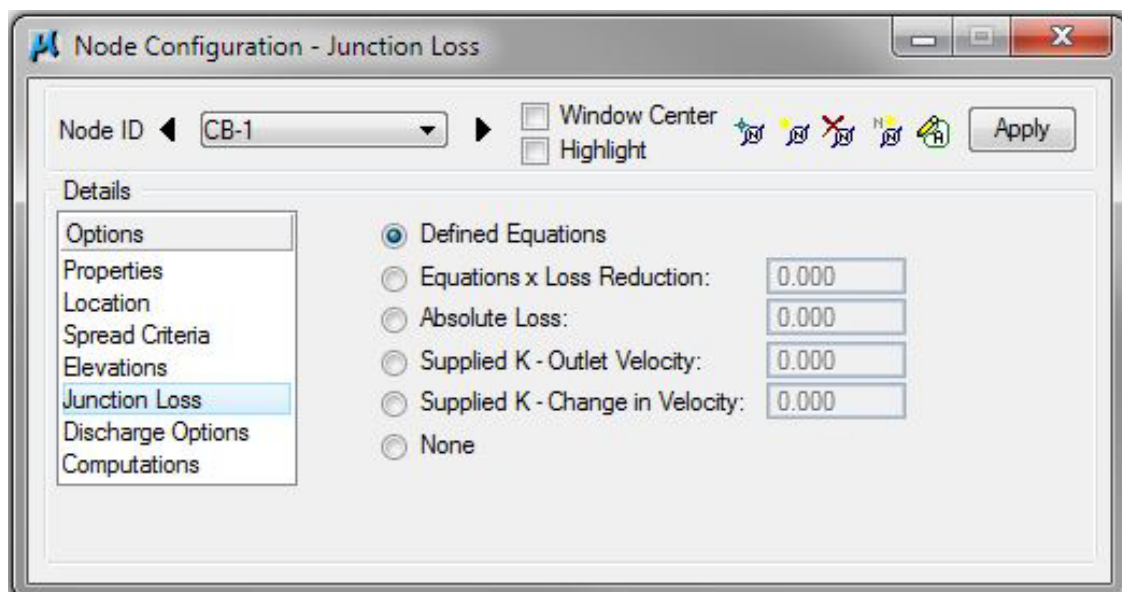 Node Configuration - Junction Loss
Node ID CB-1 Window Center Apply
Highlight
Details
Options
Properties
Location
Spread Criteria
Elevations
Junction Loss
Discharge Options
Computations
Defined Equations
Equations x Loss Reduction: 0.000
Absolute Loss: 0.000
Supplied K - Outlet Velocity: 0.000
Supplied K - Change in Velocity: 0.000
None